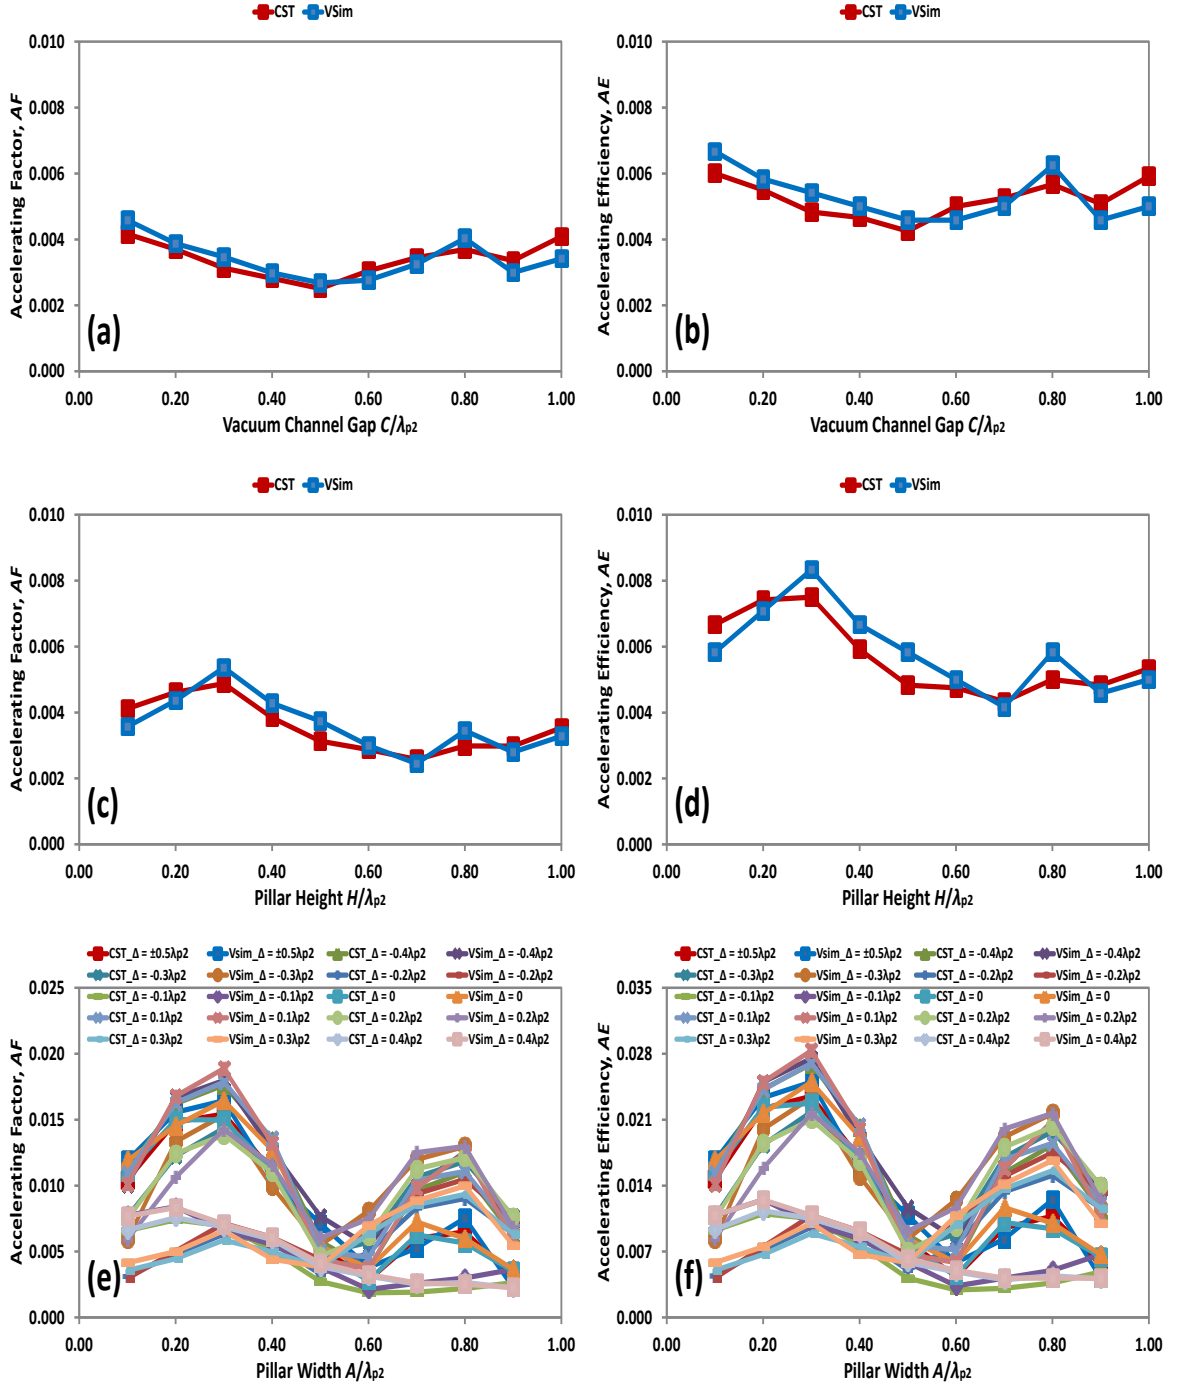 CST VSim
Accelerating Factor, AF
0.010
0.008
0.006
0.004
0.002
0.000
(a)
0.00 0.20 0.40 0.60 0.80 1.00
Vacuum Channel Gap C/λp2
CST VSim
Accelerating Efficiency, AE
0.010
0.008
0.006
0.004
0.002
0.000
(b)
0.00 0.20 0.40 0.60 0.80 1.00
Vacuum Channel Gap C/λp2
CST VSim
Accelerating Factor, AF
0.010
0.008
0.006
0.004
0.002
0.000
(c)
0.00 0.20 0.40 0.60 0.80 1.00
Pillar Height H/λp2
CST VSim
Accelerating Efficiency, AE
0.010
0.008
0.006
0.004
0.002
0.000
(d)
0.00 0.20 0.40 0.60 0.80 1.00
Pillar Height H/λp2
CST_Δ = ±0.5λp2 Vsim_Δ = ±0.5λp2 CST_Δ = -0.4λp2 VSim_Δ = -0.4λp2
CST_Δ = -0.3λp2 VSim_Δ = -0.3λp2 CST_Δ = -0.2λp2 VSim_Δ = -0.2λp2
CST_Δ = -0.1λp2 VSim_Δ = -0.1λp2 CST_Δ = 0 VSim_Δ = 0
CST_Δ = 0.1λp2 VSim_Δ = 0.1λp2 CST_Δ = 0.2λp2 VSim_Δ = 0.2λp2
CST_Δ = 0.3λp2 VSim_Δ = 0.3λp2 CST_Δ = 0.4λp2 VSim_Δ = 0.4λp2
Accelerating Factor, AF
0.025
0.020
0.015
0.010
0.005
0.000
(e)
0.00 0.20 0.40 0.60 0.80 1.00
Pillar Width A/λp2
CST_Δ = ±0.5λp2 Vsim_Δ = ±0.5λp2 CST_Δ = -0.4λp2 VSim_Δ = -0.4λp2
CST_Δ = -0.3λp2 VSim_Δ = -0.3λp2 CST_Δ = -0.2λp2 VSim_Δ = -0.2λp2
CST_Δ = -0.1λp2 VSim_Δ = -0.1λp2 CST_Δ = 0 VSim_Δ = 0
CST_Δ = 0.1λp2 VSim_Δ = 0.1λp2 CST_Δ = 0.2λp2 VSim_Δ = 0.2λp2
CST_Δ = 0.3λp2 VSim_Δ = 0.3λp2 CST_Δ = 0.4λp2 VSim_Δ = 0.4λp2
Accelerating Efficiency, AE
0.035
0.028
0.021
0.014
0.007
0.000
(f)
0.00 0.20 0.40 0.60 0.80 1.00
Pillar Width A/λp2